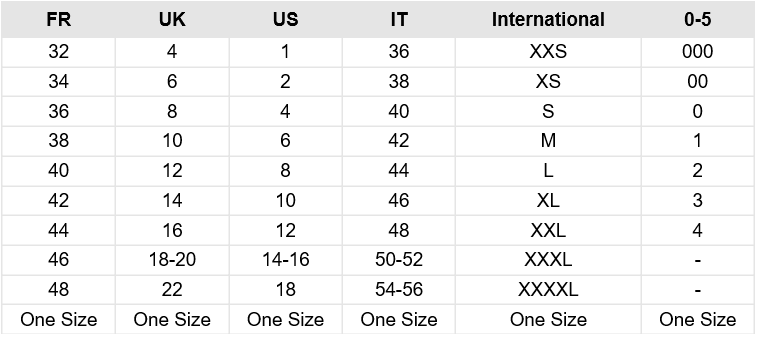 FR UK US IT International 0-5
32 4 1 36 XXS 000
34 6 2 38 XS 00
36 8 4 40 S 0
38 10 6 42 M 1
40 12 8 44 L 2
42 14 10 46 XL 3
44 16 12 48 XXL 4
46 18-20 14-16 50-52 XXXL -
48 22 18 54-56 XXXXL -
One Size One Size One Size One Size One Size One Size